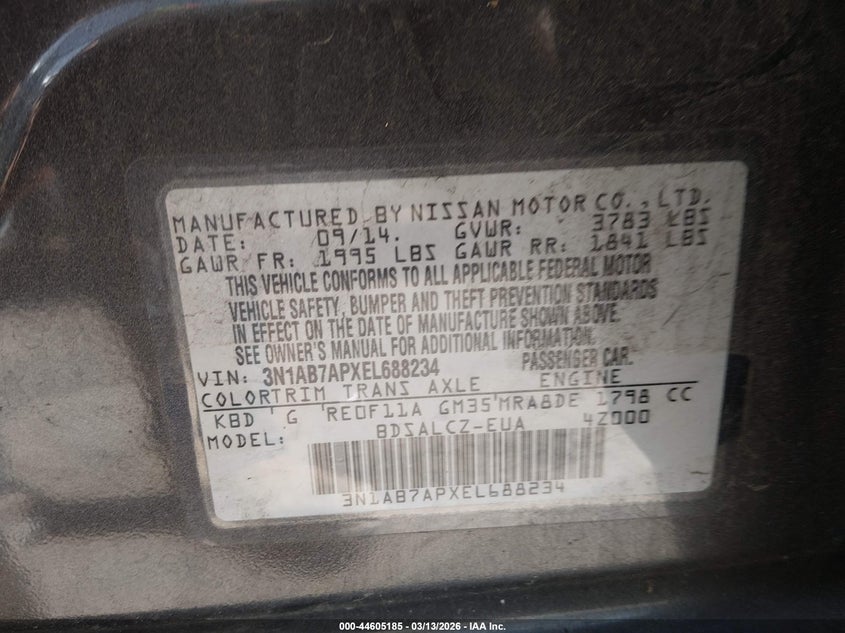 MANUFACTURED BY NISSAN MOTOR CO., LTD.
DATE: 09/14. GVWR: 3783 LBS
GAWR FR: 1995 LBS GAWR RR: 1841 LBS
THIS VEHICLE CONFORMS TO ALL APPLICABLE FEDERAL MOTOR
VEHICLE SAFETY, BUMPER AND THEFT PREVENTION STANDARDS
IN EFFECT ON THE DATE OF MANUFACTURE SHOWN ABOVE.
SEE OWNER'S MANUAL FOR ADDITIONAL INFORMATION.
VIN: 3N1AB7APXEL688234 PASSENGER CAR.
COLOR TRIM TRANS AXLE ENGINE
KBD G RE0F11A GM35 MRA8DE 1798 CC
MODEL: BDSALCZ-EUA 4Z000
3N1AB7APXEL688234
000-44605185 - 03/13/2026 - IAA Inc.